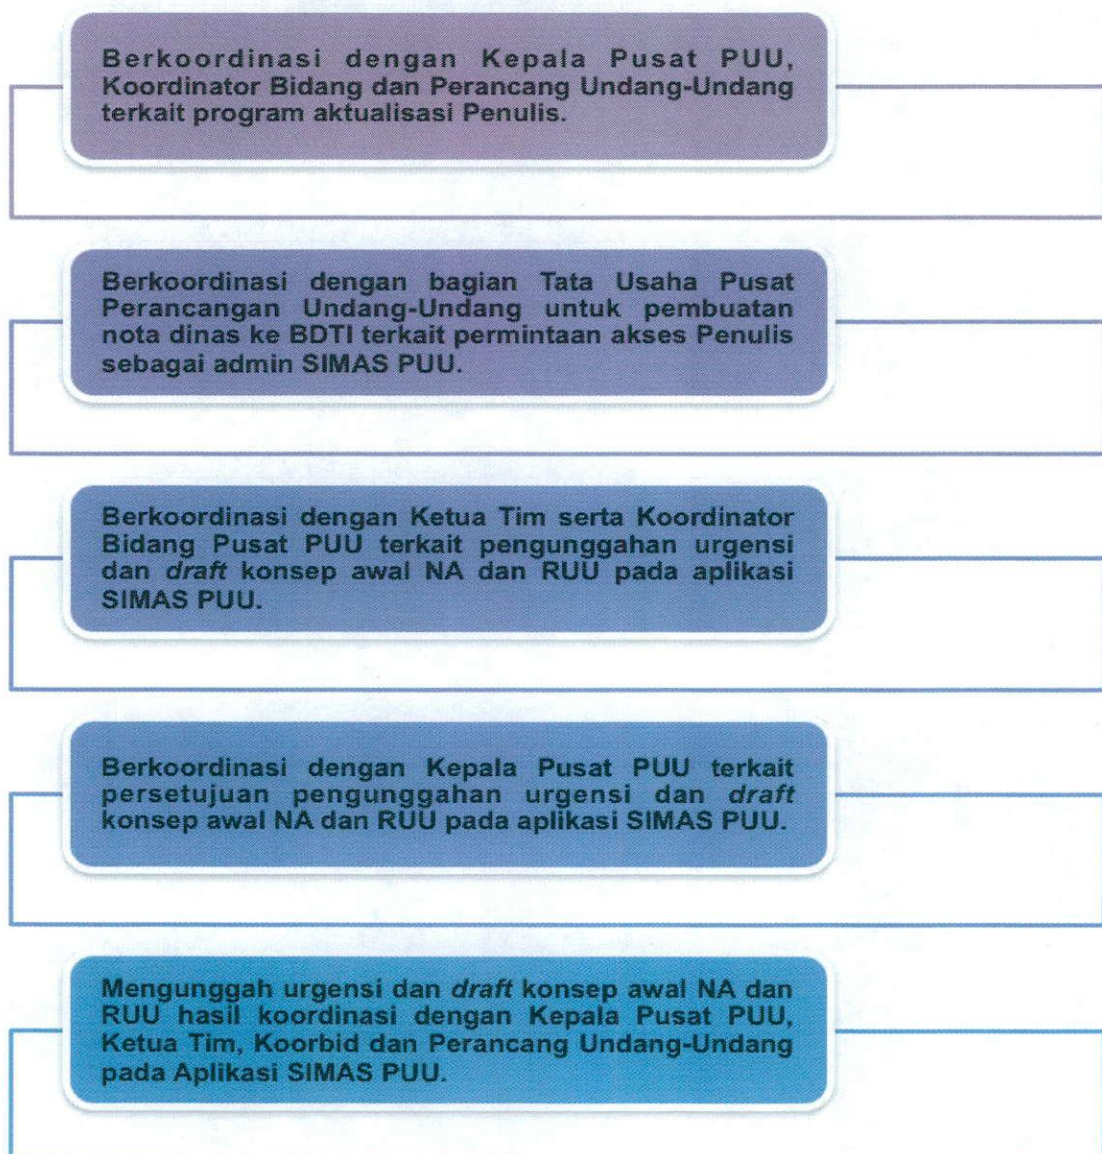 Berkoordinasi dengan Kepala Pusat PUU,
Koordinator Bidang dan Perancang Undang-Undang
terkait program aktualisasi Penulis.
Berkoordinasi dengan bagian Tata Usaha Pusat
Perancangan Undang-Undang untuk pembuatan
nota dinas ke BDTI terkait permintaan akses Penulis
sebagai admin SIMAS PUU.
Berkoordinasi dengan Ketua Tim serta Koordinator
Bidang Pusat PUU terkait pengunggahan urgensi
dan draft konsep awal NA dan RUU pada aplikasi
SIMAS PUU.
Berkoordinasi dengan Kepala Pusat PUU terkait
persetujuan pengunggahan urgensi dan draft
konsep awal NA dan RUU pada aplikasi SIMAS PUU.
Mengunggah urgensi dan draft konsep awal NA dan
RUU hasil koordinasi dengan Kepala Pusat PUU,
Ketua Tim, Koorbid dan Perancang Undang-Undang
pada Aplikasi SIMAS PUU.